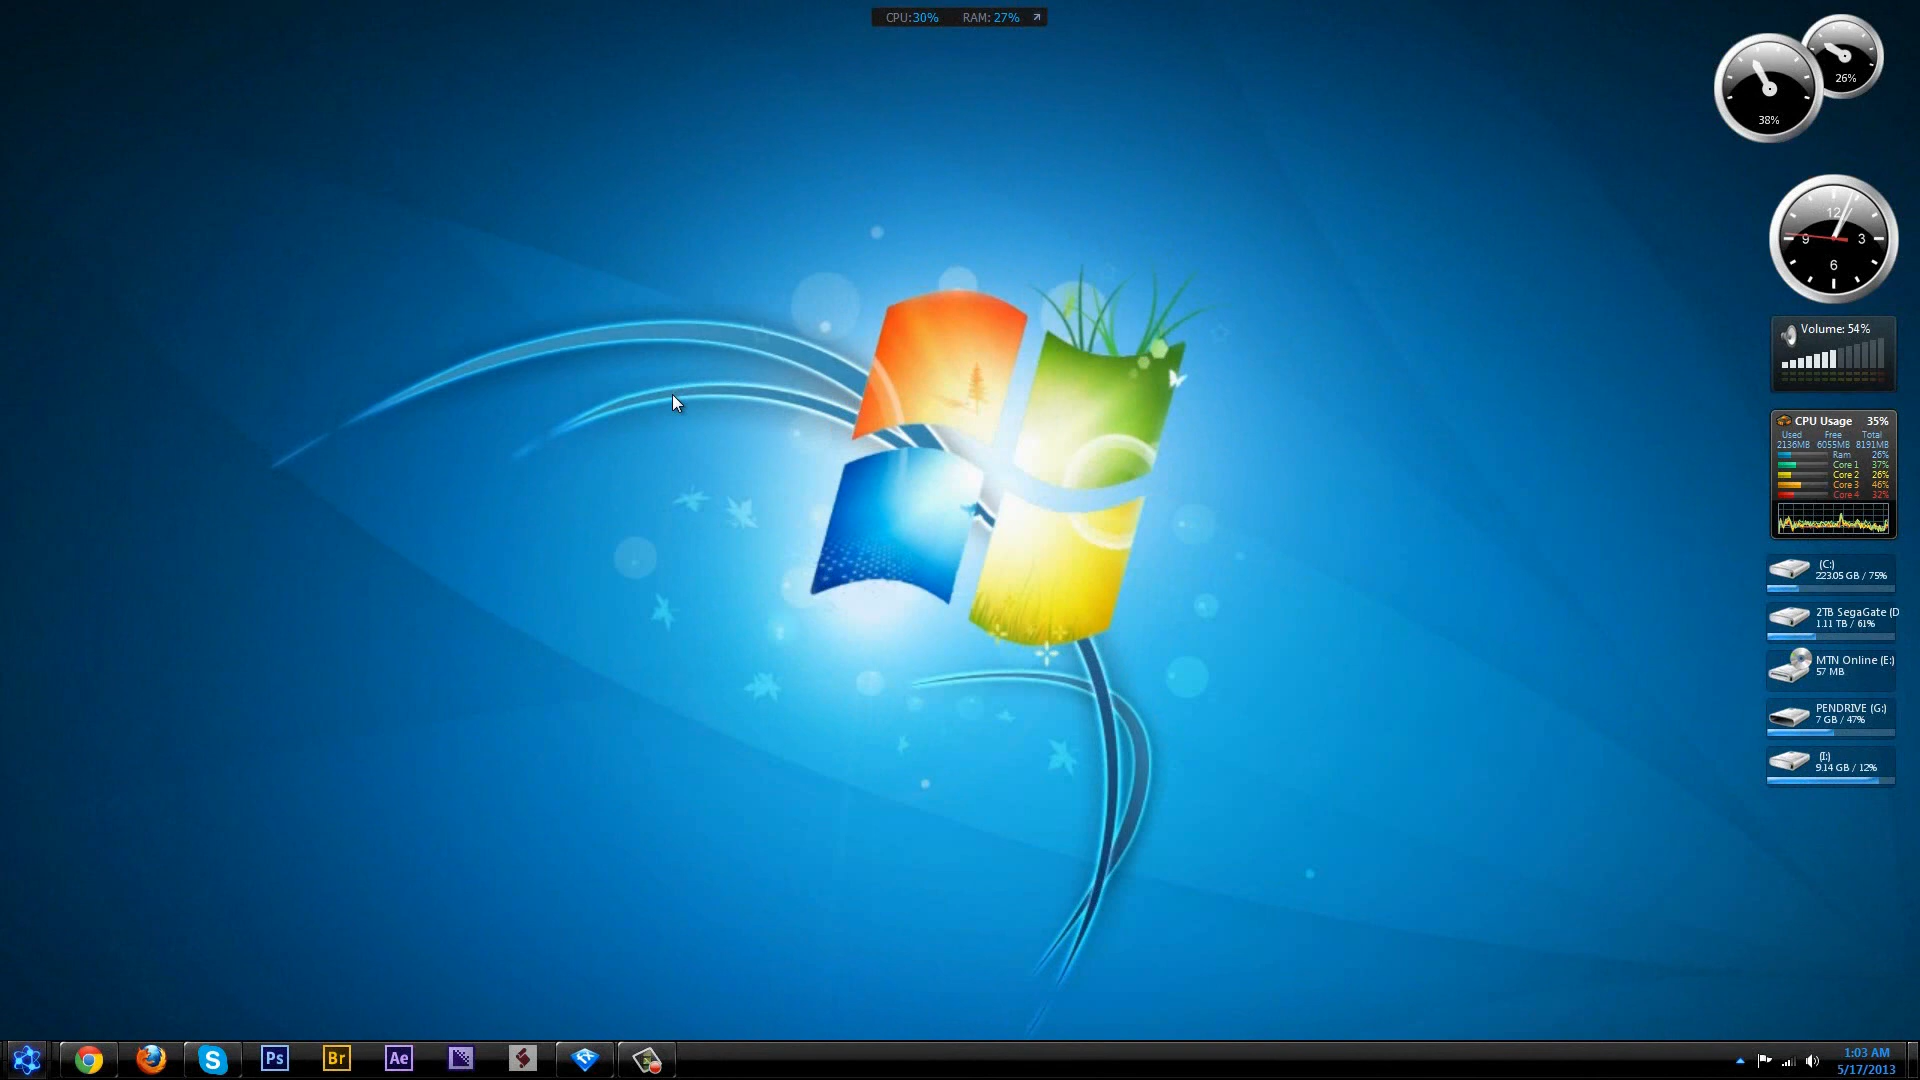 CPU:30% RAM: 27%
26%
38%
12
9 3
6
Volume: 54%
CPU Usage 35%
Used Free Total
2136MB 6055MB 8191MB
Ram 26%
Core 1 37%
Core 2 26%
Core 3 46%
Core 4 32%
(C:)
223.05 GB / 75%
2TB SegaGate (D
1.11 TB / 61%
MTN Online (E:)
57 MB
PENDRIVE (G:)
7 GB / 47%
(I:)
9.14 GB / 12%
Ps Br Ae
1:03 AM
5/17/2013